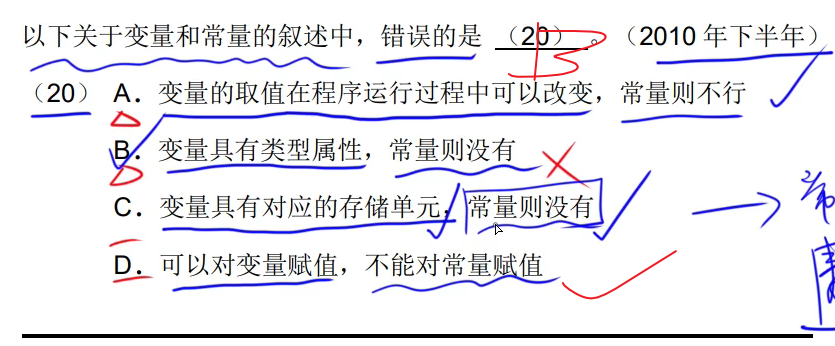 以下关于变量和常量的叙述中，错误的是 （20） 。（2010 年下半年）
B
（20） A．变量的取值在程序运行过程中可以改变，常量则不行
B．变量具有类型属性，常量则没有
C．变量具有对应的存储单元，常量则没有
D．可以对变量赋值，不能对常量赋值